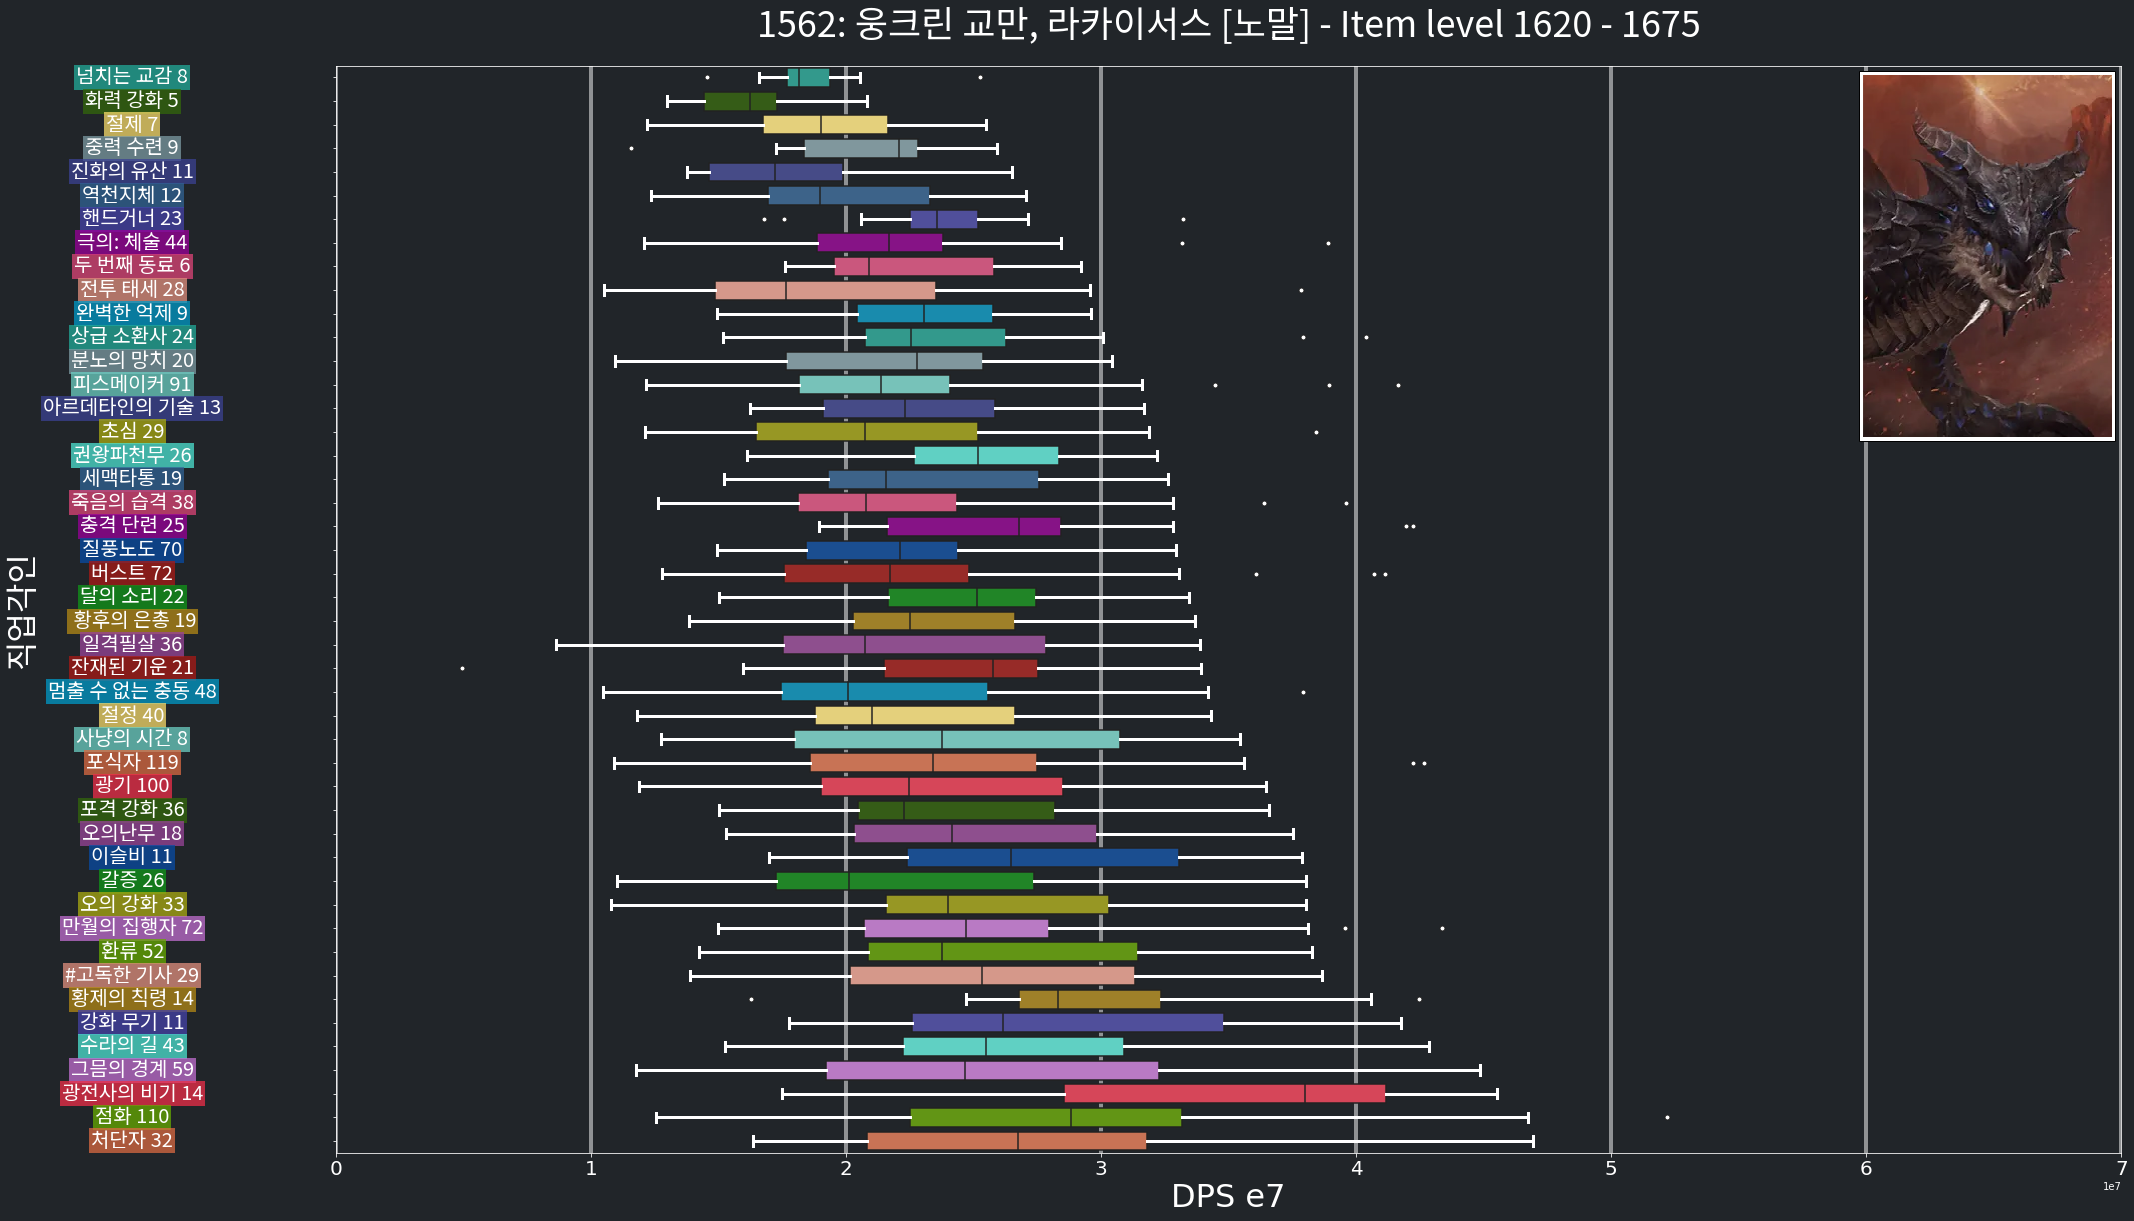 1562: 웅크린 교만, 라카이서스 [노말] - Item level 1620 - 1675
넘치는 교감 8
화력 강화 5
절제 7
중력 수련 9
진화의 유산 11
역천지체 12
핸드거너 23
극의: 체술 44
두 번째 동료 6
전투 태세 28
완벽한 억제 9
상급 소환사 24
분노의 망치 20
피스메이커 91
아르데타인의 기술 13
초심 29
권왕파천무 26
세맥타통 19
죽음의 습격 38
충격 단련 25
질풍노도 70
버스트 72
달의 소리 22
황후의 은총 19
일격필살 36
잔재된 기운 21
멈출 수 없는 충동 48
절정 40
사냥의 시간 8
포식자 119
광기 100
포격 강화 36
오의난무 18
이슬비 11
갈증 26
오의 강화 33
만월의 집행자 72
환류 52
#고독한 기사 29
황제의 칙령 14
강화 무기 11
수라의 길 43
그믐의 경계 59
광전사의 비기 14
점화 110
처단자 32
직업각인
0 1 2 3 4 5 6 7
1e7
DPS e7